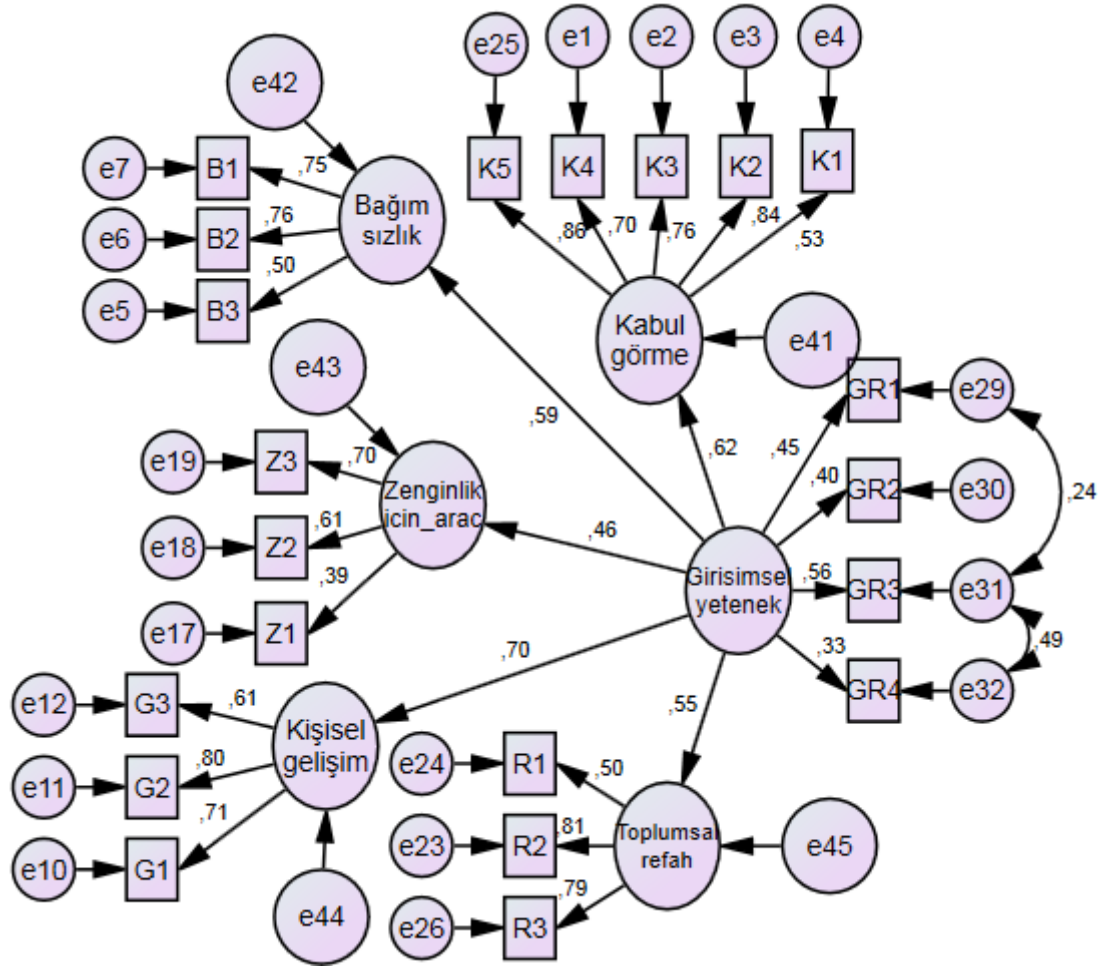 e25
e1
e2
e3
e4
e42
K5
K4
K3
K2
K1
e7
B1
,75
Bağım
sızlık
e6
B2
,76
e5
B3
,50
,86
,70
,76
,84
,53
Kabul
görme
e41
e43
,59
,62
,45
GR1
e29
,40
GR2
e30
,24
e19
Z3
,70
Zenginlik
icin_arac
e18
Z2
,61
,46
Girisimsel
yetenek
,56
GR3
e31
,39
e17
Z1
,33
,49
GR4
e32
,70
e12
G3
,61
Kişisel
gelişim
,55
e11
G2
,80
e24
R1
,50
e10
G1
,71
e23
R2
,81
Toplumsal
refah
e45
e44
e26
R3
,79